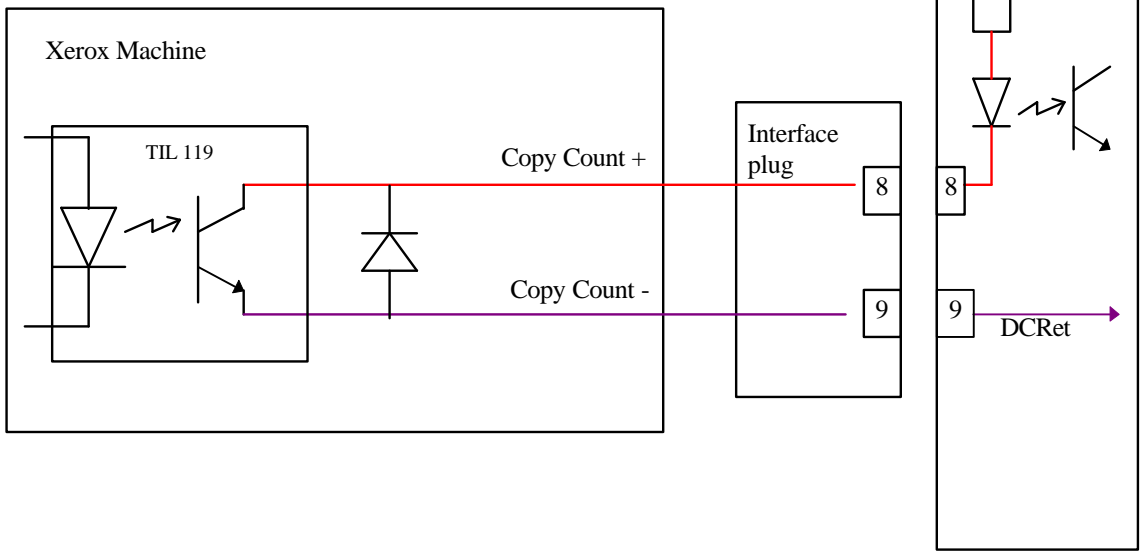 Xerox Machine
TIL 119
Copy Count +
Copy Count -
Interface
plug
8
8
9
9
DCRet